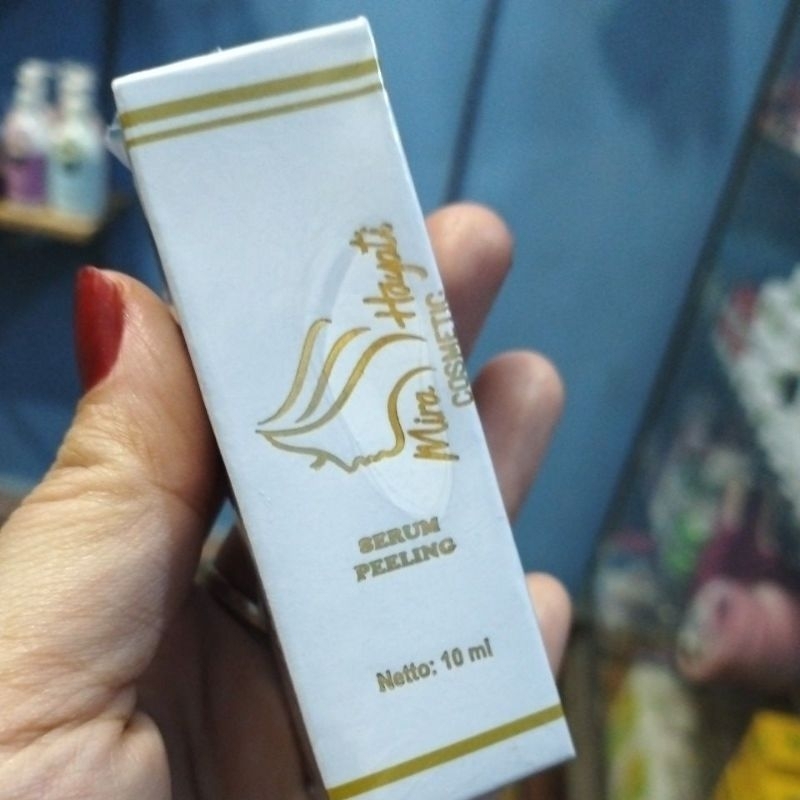 Mira Hayati
COSMETIC
SERUM
PEELING
Netto: 10 ml